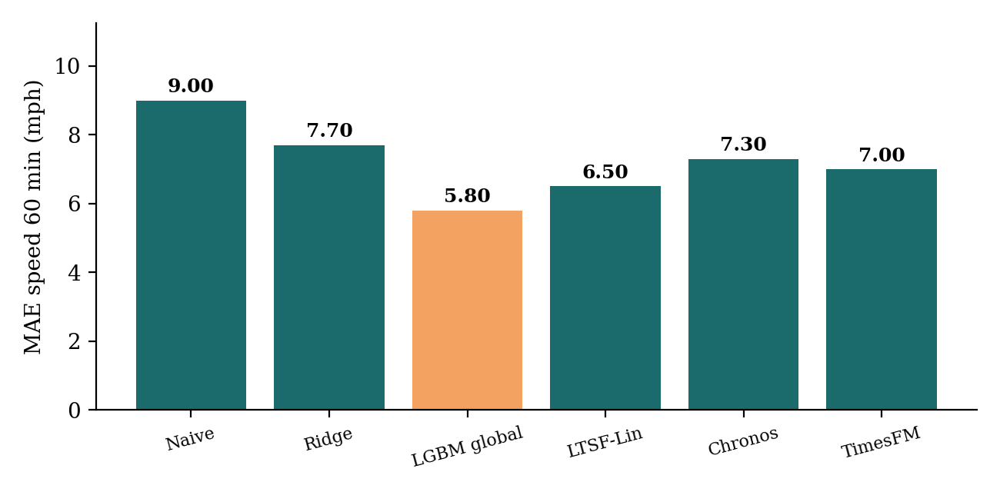 MAE speed 60 min (mph)
10
8
6
4
2
0
9.00
7.70
5.80
6.50
7.30
7.00
Naive
Ridge
LGBM global
LTSF-Lin
Chronos
TimesFM